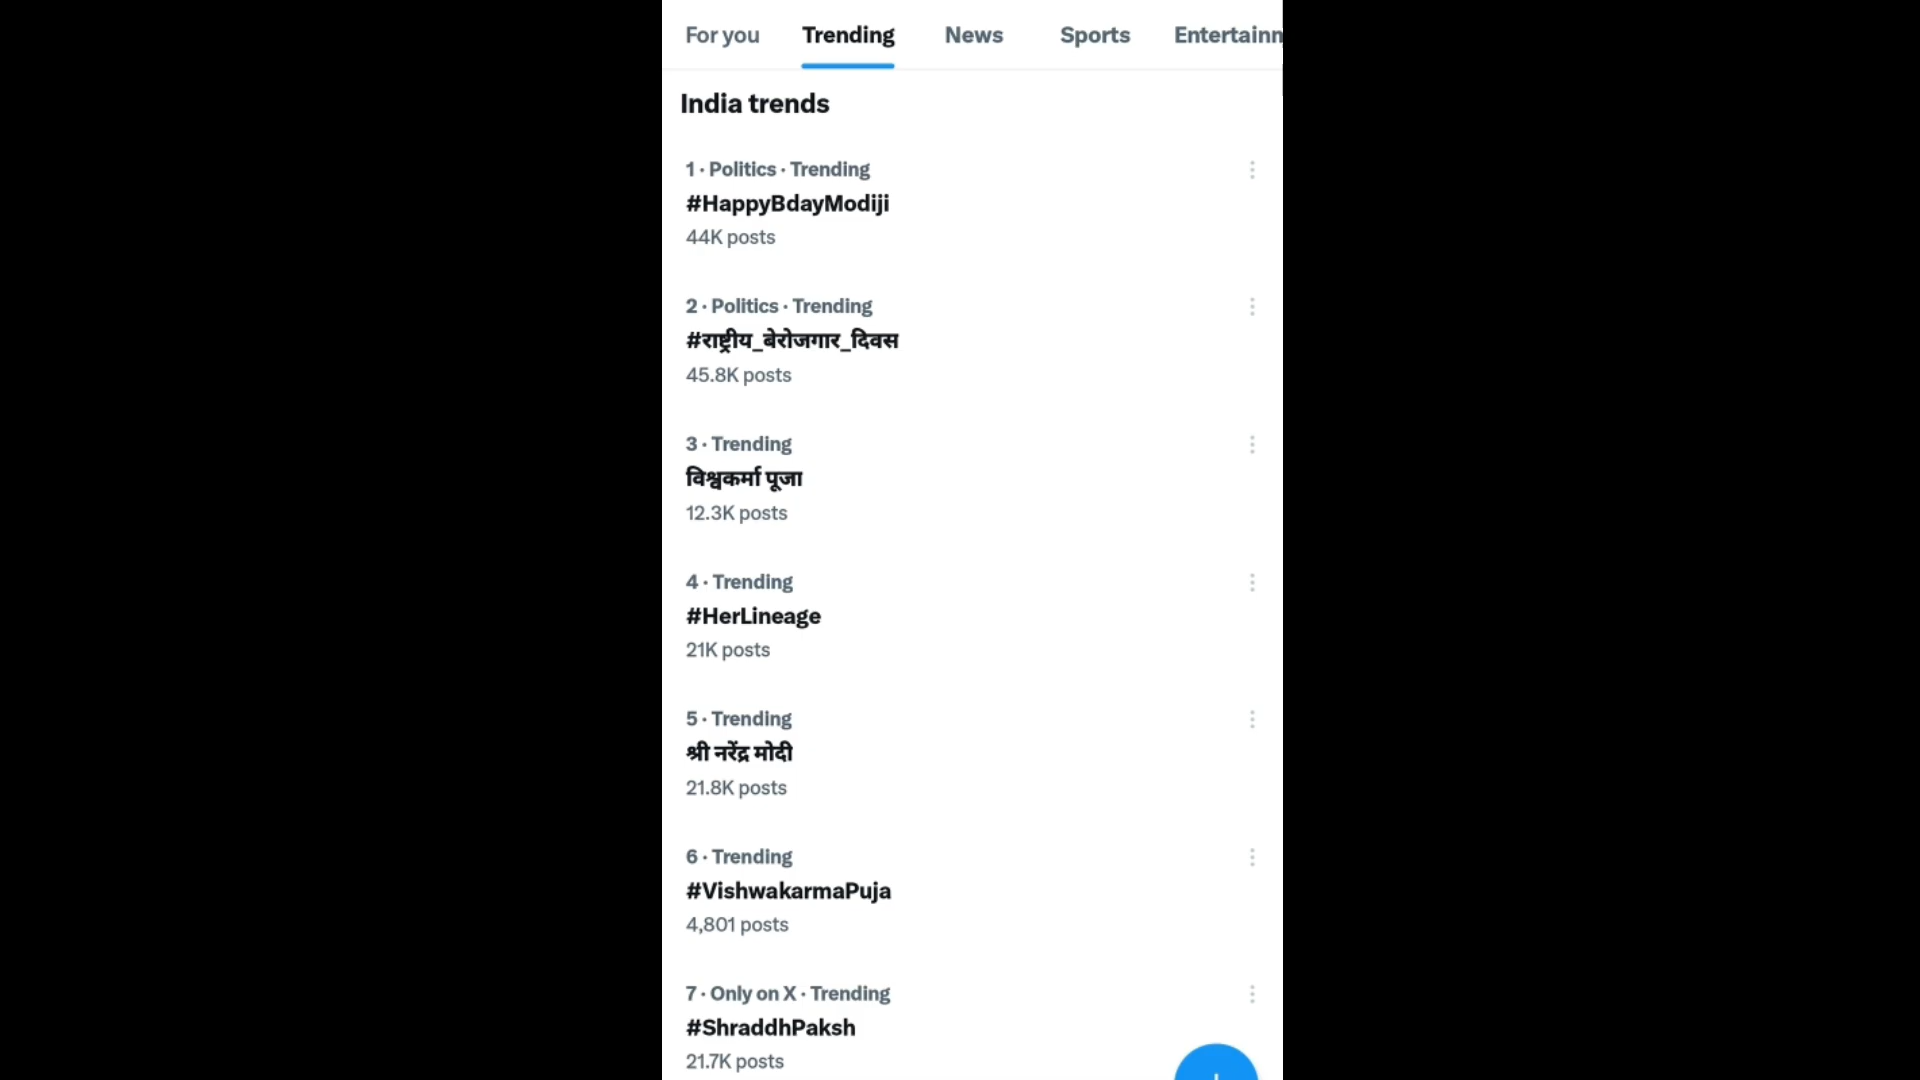 For you Trending News Sports Entertainn
India trends
1 · Politics · Trending
#HappyBdayModiji
44K posts
2 · Politics · Trending
#राष्ट्रीय_बेरोजगार_दिवस
45.8K posts
3 · Trending
विश्वकर्मा पूजा
12.3K posts
4 · Trending
#HerLineage
21K posts
5 · Trending
श्री नरेंद्र मोदी
21.8K posts
6 · Trending
#VishwakarmaPuja
4,801 posts
7 · Only on X · Trending
#ShraddhPaksh
21.7K posts